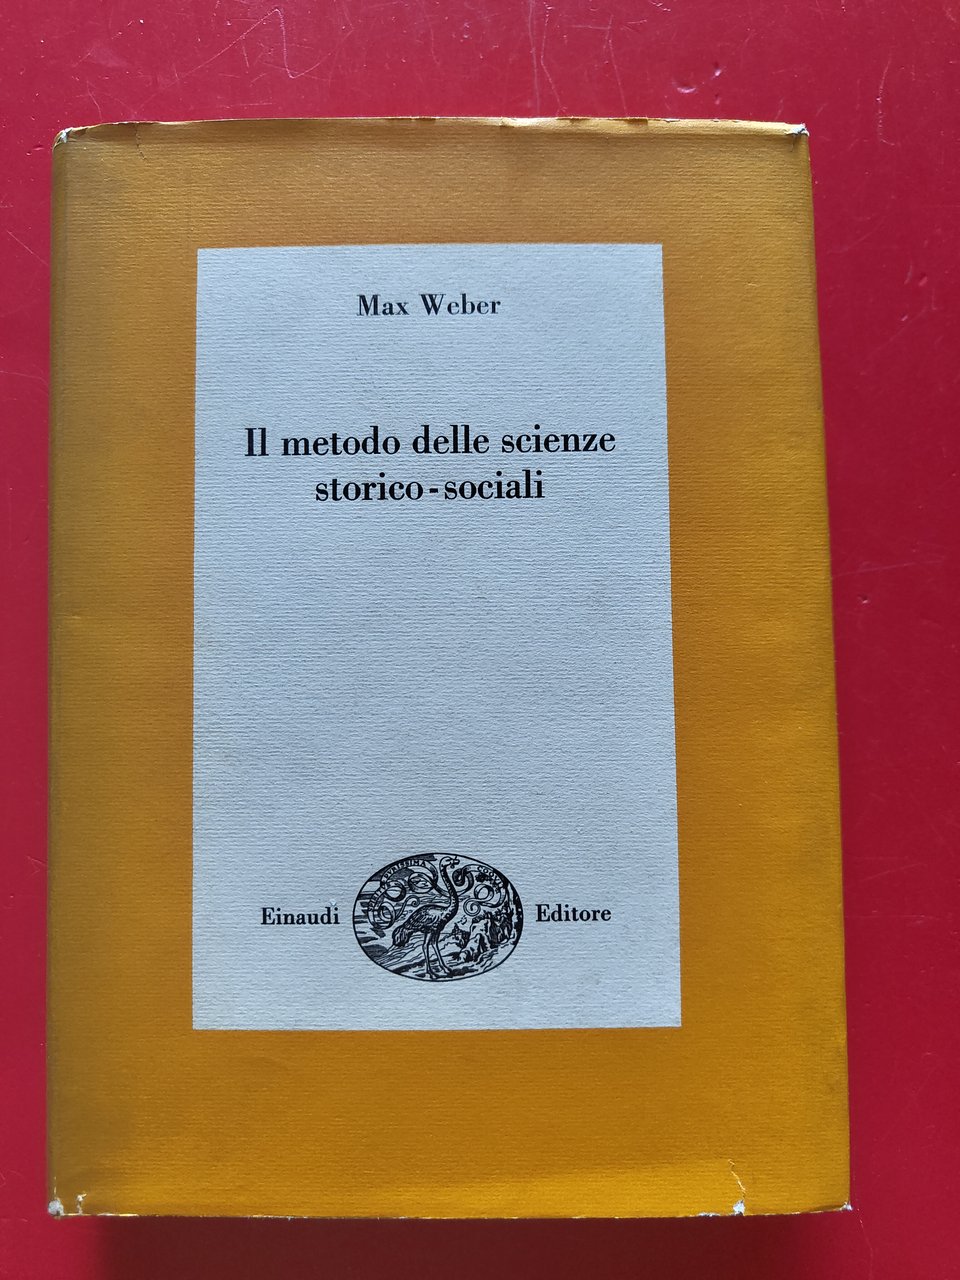 Max Weber
Il metodo delle scienze
storico-sociali
Einaudi
Editore